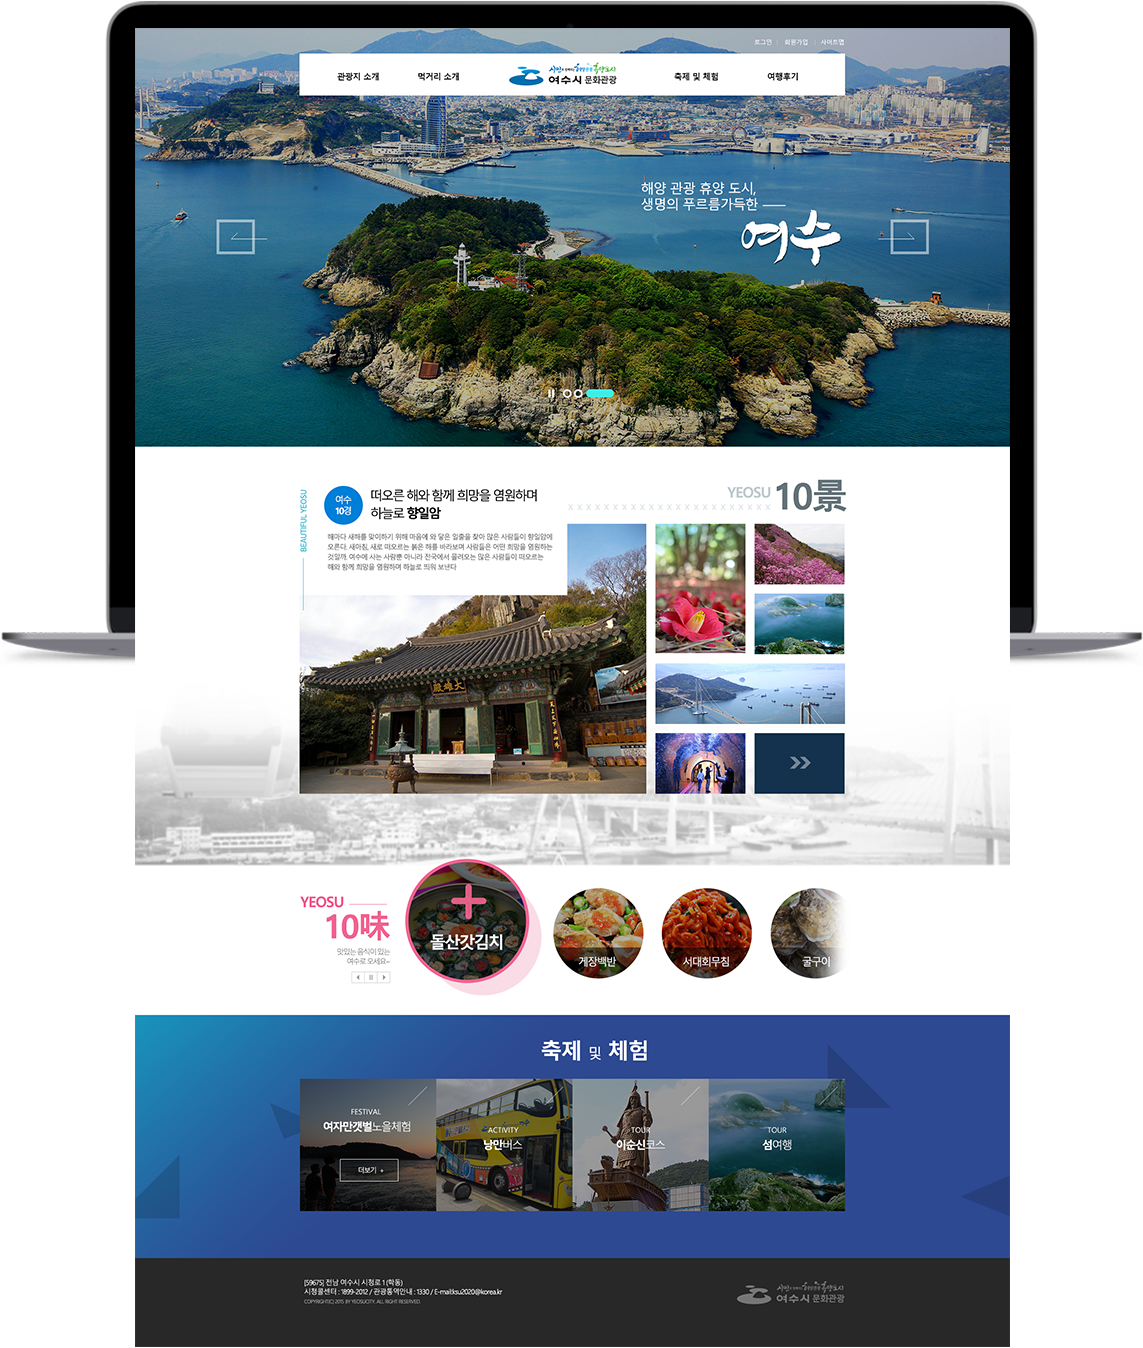 로그인 | 회원가입 | 사이트맵
관광지 소개
먹거리 소개
여수시 문화관광
축제 및 체험
여행후기
해양 관광 휴양 도시,
생명의 푸르름가득한
여수
BEAUTIFUL YEOSU
여수
10경
떠오른 해와 함께 희망을 염원하며
하늘로 향일암
해마다 새해를 맞이하기 위해 마음에 와 닿은 일출을 찾아 많은 사람들이 향일암에
오른다. 새아침, 새로 떠오르는 붉은 해를 바라보며 사람들은 어떤 희망을 염원하는
것일까. 여수에 사는 사람뿐 아니라 전국에서 몰려오는 많은 사람들이 떠오르는
해와 함께 희망을 염원하며 하늘로 띄워 보낸다
YEOSU 10景
X X X X X X X X X X X X X X X X X X X X X X X X
YEOSU
10味
맛있는 음식이 있는
여수로 오세요~
돌산갓김치
게장백반
서대회무침
굴구이
축제 및 체험
FESTIVAL
여자만갯벌노을체험
더보기 +
ACTIVITY
낭만버스
TOUR
이순신코스
TOUR
섬여행
[59675] 전남 여수시 시청로 1 (학동)
시청콜센터 : 1899-2012 / 관광통역안내 : 1330 / E-mail:ksu2020@korea.kr
COPYRIGHT(C) 2015 BY YEOSUCITY. ALL RIGHT RESERVED.
여수시 문화관광